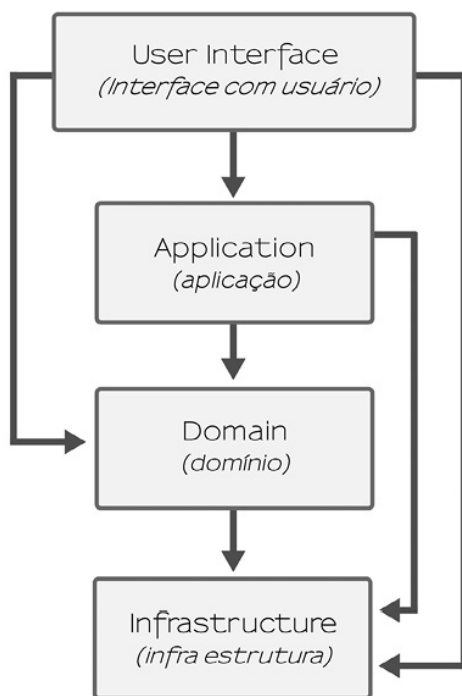 User Interface
(Interface com usuário)
Application
(aplicação)
Domain
(domínio)
Infrastructure
(infra estrutura)